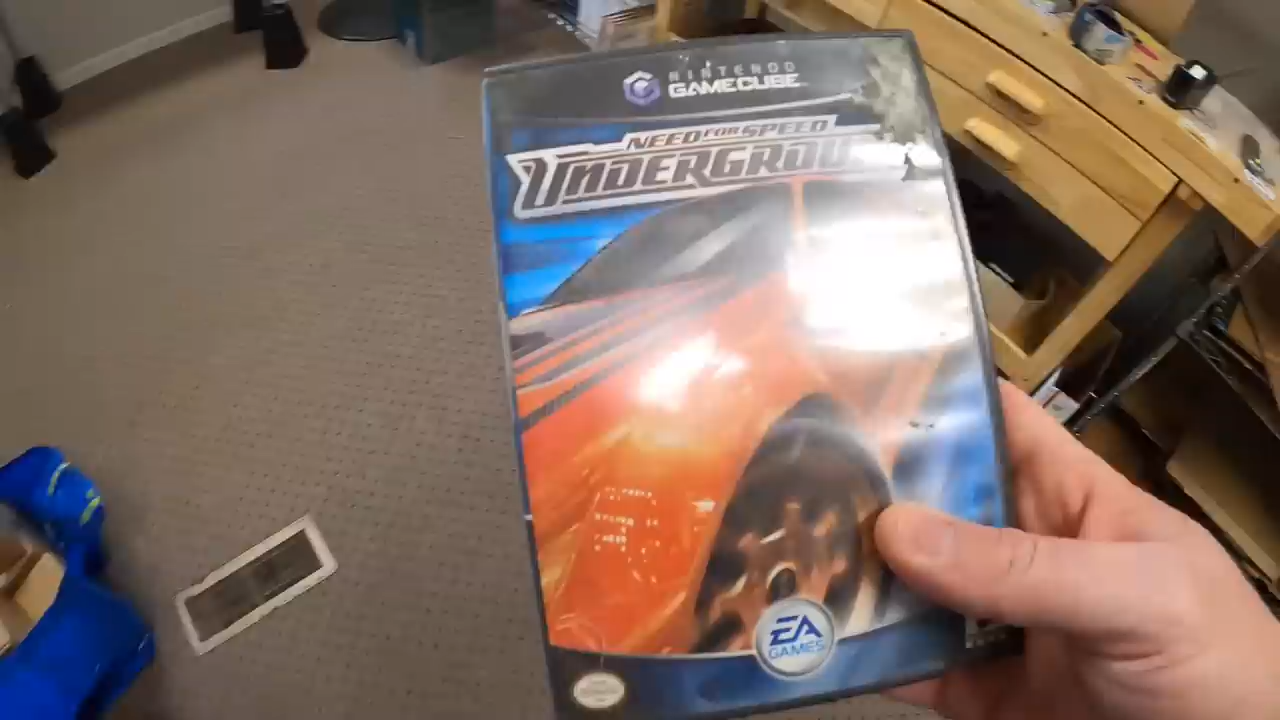 NINTENDO
GAMECUBE
NEED FOR SPEED
UNDERGROU
EA
GAMES